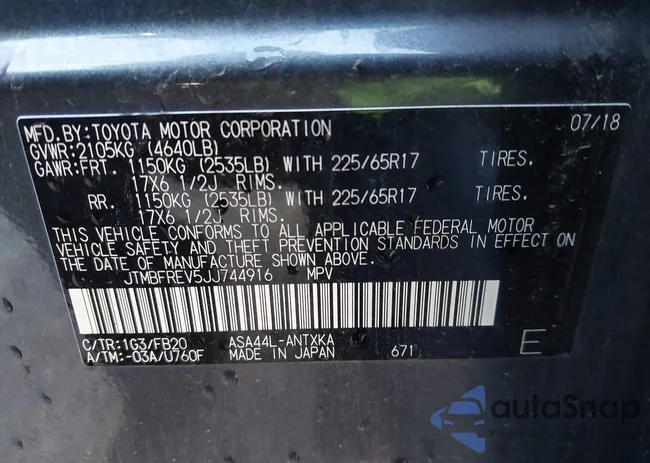 MFD.BY:TOYOTA MOTOR CORPORATION 07/18
GVWR:2105KG (4640LB)
GAWR:FRT. 1150KG (2535LB) WITH 225/65R17 TIRES.
17X6 1/2J RIMS.
RR. 1150KG (2535LB) WITH 225/65R17 TIRES.
17X6 1/2J RIMS.
THIS VEHICLE CONFORMS TO ALL APPLICABLE FEDERAL MOTOR
VEHICLE SAFETY AND THEFT PREVENTION STANDARDS IN EFFECT ON
THE DATE OF MANUFACTURE SHOWN ABOVE.
JTMBFREV5JJ744916 MPV
C/TR:1G3/FB20 ASA44L-ANTXKA
A/TM:-03A/U760F MADE IN JAPAN 671 E
autoSnap